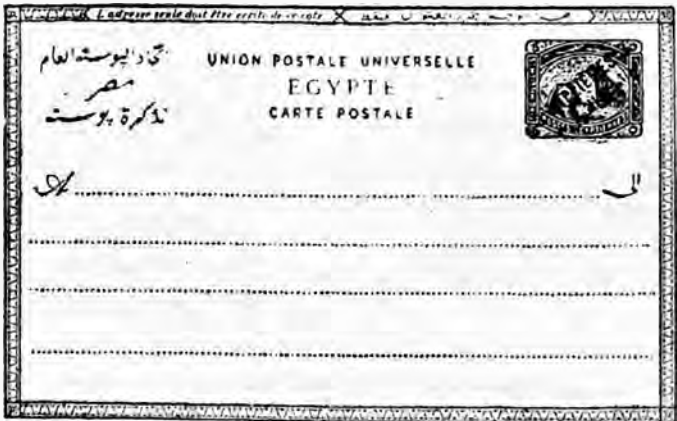 L'adresse seule doit être écrite de ce côté
اتحاد البوستة العام
مصر
تذكرة بوستة
UNION POSTALE UNIVERSELLE
EGYPTE
CARTE POSTALE
A
الى